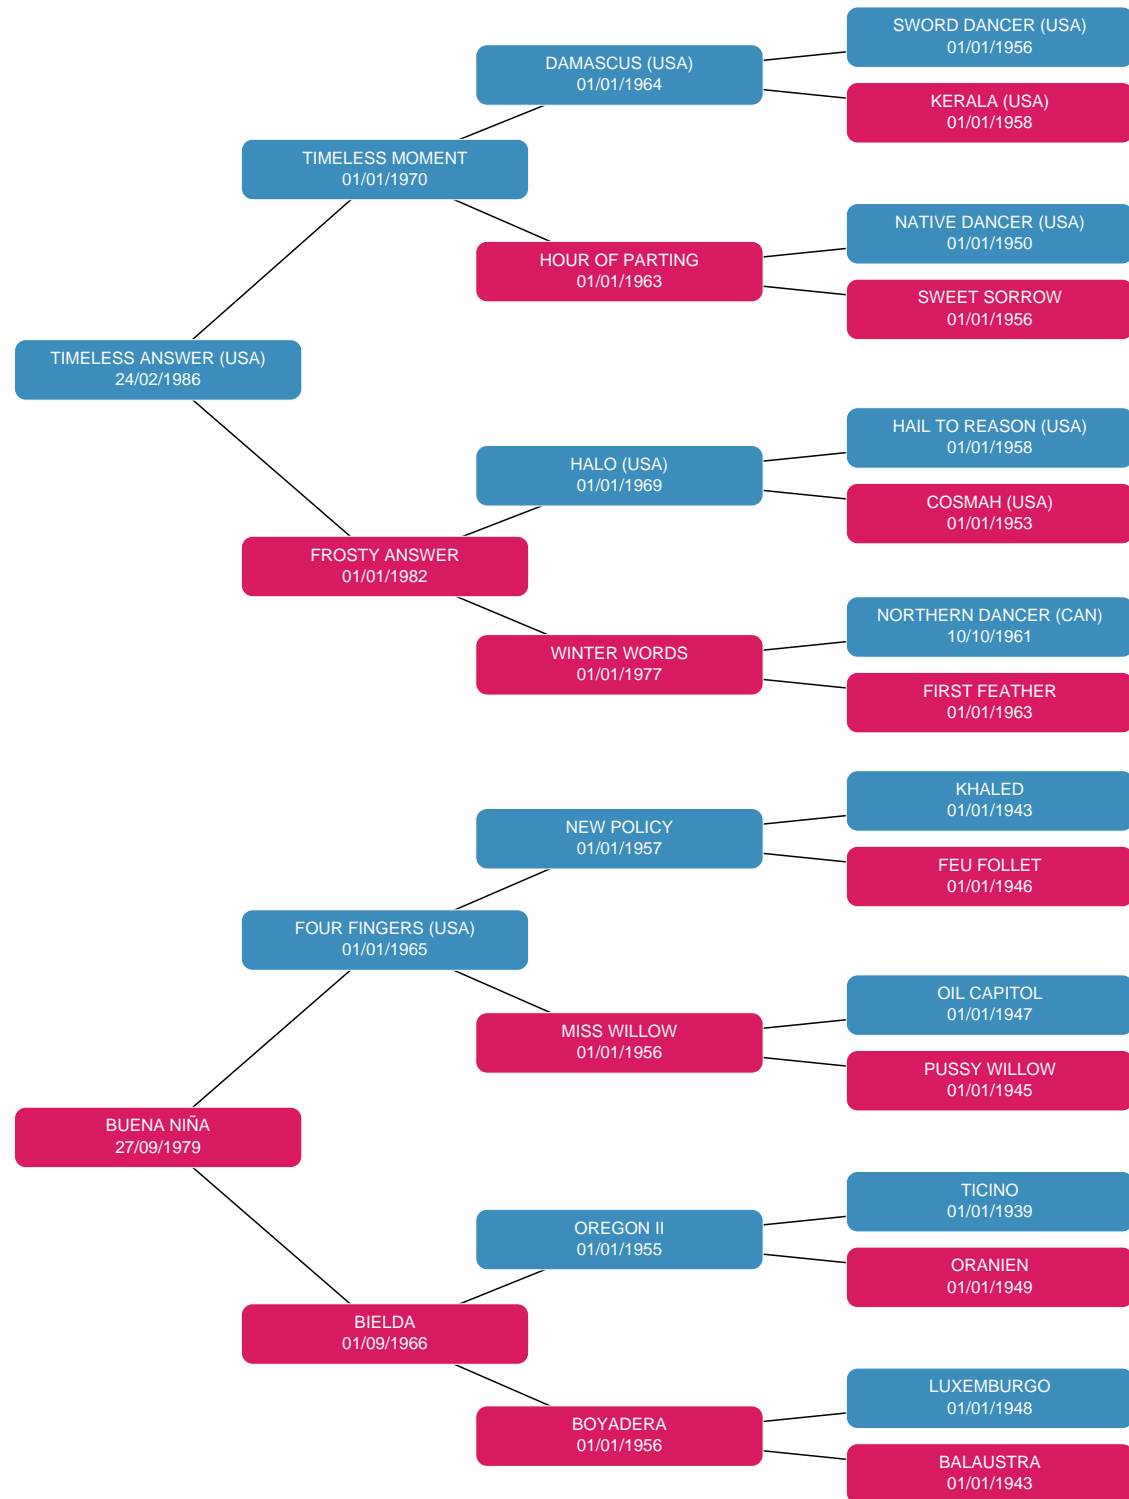 SWORD DANCER (USA)
01/01/1956
DAMASCUS (USA)
01/01/1964
KERALA (USA)
01/01/1958
TIMELESS MOMENT
01/01/1970
NATIVE DANCER (USA)
01/01/1950
HOUR OF PARTING
01/01/1963
SWEET SORROW
01/01/1956
TIMELESS ANSWER (USA)
24/02/1986
HAIL TO REASON (USA)
01/01/1958
HALO (USA)
01/01/1969
COSMAH (USA)
01/01/1953
FROSTY ANSWER
01/01/1982
NORTHERN DANCER (CAN)
10/10/1961
WINTER WORDS
01/01/1977
FIRST FEATHER
01/01/1963
KHALED
01/01/1943
NEW POLICY
01/01/1957
FEU FOLLET
01/01/1946
FOUR FINGERS (USA)
01/01/1965
OIL CAPITOL
01/01/1947
MISS WILLOW
01/01/1956
PUSSY WILLOW
01/01/1945
BUENA NIÑA
27/09/1979
TICINO
01/01/1939
OREGON II
01/01/1955
ORANIEN
01/01/1949
BIELDA
01/09/1966
LUXEMBURGO
01/01/1948
BOYADERA
01/01/1956
BALAUSTRA
01/01/1943